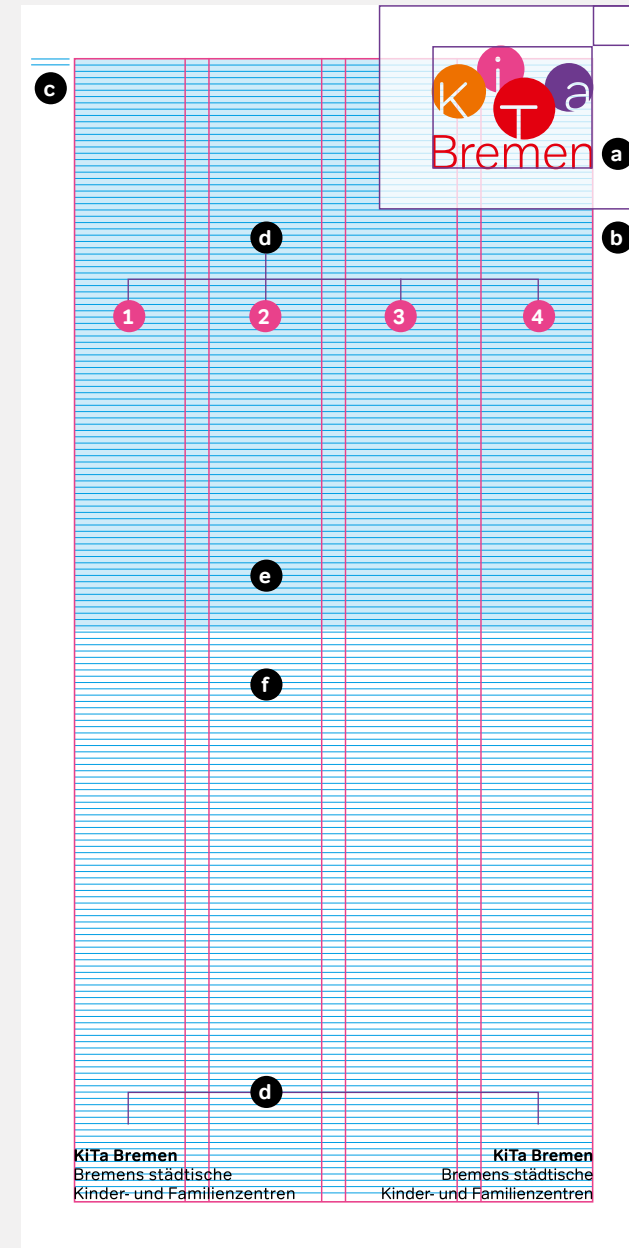 c
KiTa
Bremen
a
d
b
1 2 3 4
e
f
d
KiTa Bremen
Bremens städtische
Kinder- und Familienzentren
KiTa Bremen
Bremens städtische
Kinder- und Familienzentren